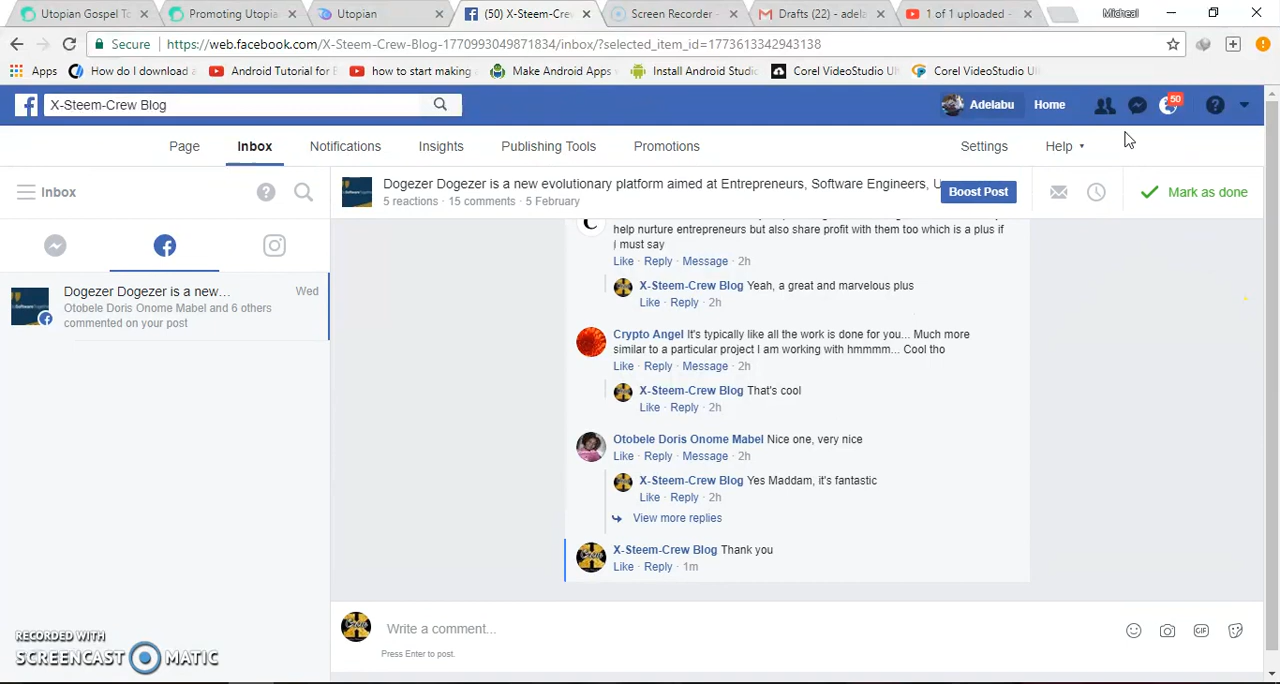 Utopian Gospel To
Promoting Utopia
Utopian
(50) X-Steem-Crew
Screen Recorder -
Drafts (22) - adela
1 of 1 uploaded -
Micheal
Secure
https://web.facebook.com/X-Steem-Crew-Blog-1770993049871834/inbox/?selected_item_id=1773613342943138
Apps
How do I download a
Android Tutorial for B
how to start making
Make Android Apps
Install Android Studi
Corel VideoStudio Ul
Corel VideoStudio Ul
X-Steem-Crew Blog
Adelabu
Home
50
Page
Inbox
Notifications
Insights
Publishing Tools
Promotions
Settings
Help
Inbox
Dogezer Dogezer is a new evolutionary platform aimed at Entrepreneurs, Software Engineers, U
5 reactions · 15 comments · 5 February
Boost Post
Mark as done
Dogezer Dogezer is a new…
Wed
Otobele Doris Onome Mabel and 6 others
commented on your post
help nurture entrepreneurs but also share profit with them too which is a plus if
i must say
Like · Reply · Message · 2h
X-Steem-Crew Blog Yeah, a great and marvelous plus
Like · Reply · 2h
Crypto Angel It's typically like all the work is done for you... Much more
similar to a particular project I am working with hmmmm... Cool tho
Like · Reply · Message · 2h
X-Steem-Crew Blog That's cool
Like · Reply · 2h
Otobele Doris Onome Mabel Nice one, very nice
Like · Reply · Message · 2h
X-Steem-Crew Blog Yes Maddam, it's fantastic
Like · Reply · 2h
View more replies
X-Steem-Crew Blog Thank you
Like · Reply · 1m
Write a comment...
Press Enter to post.
GIF
RECORDED WITH
SCREENCAST MATIC